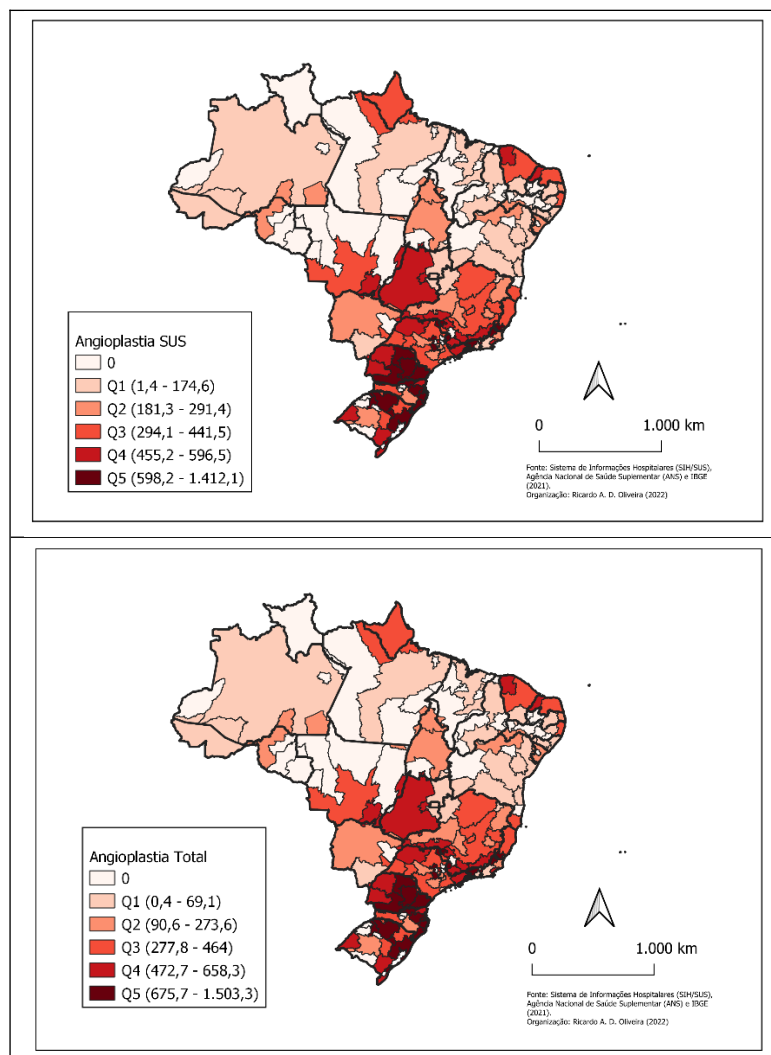 Angioplastia SUS
0
Q1 (1,4 - 174,6)
Q2 (181,3 - 291,4)
Q3 (294,1 - 441,5)
Q4 (455,2 - 596,5)
Q5 (598,2 - 1.412,1)
0 1.000 km
Fonte: Sistema de Informações Hospitalares (SIH/SUS),
Agência Nacional de Saúde Suplementar (ANS) e IBGE
(2021).
Organização: Ricardo A. D. Oliveira (2022)
Angioplastia Total
0
Q1 (0,4 - 69,1)
Q2 (90,6 - 273,6)
Q3 (277,8 - 464)
Q4 (472,7 - 658,3)
Q5 (675,7 - 1.503,3)
0 1.000 km
Fonte: Sistema de Informações Hospitalares (SIH/SUS),
Agência Nacional de Saúde Suplementar (ANS) e IBGE
(2021).
Organização: Ricardo A. D. Oliveira (2022)